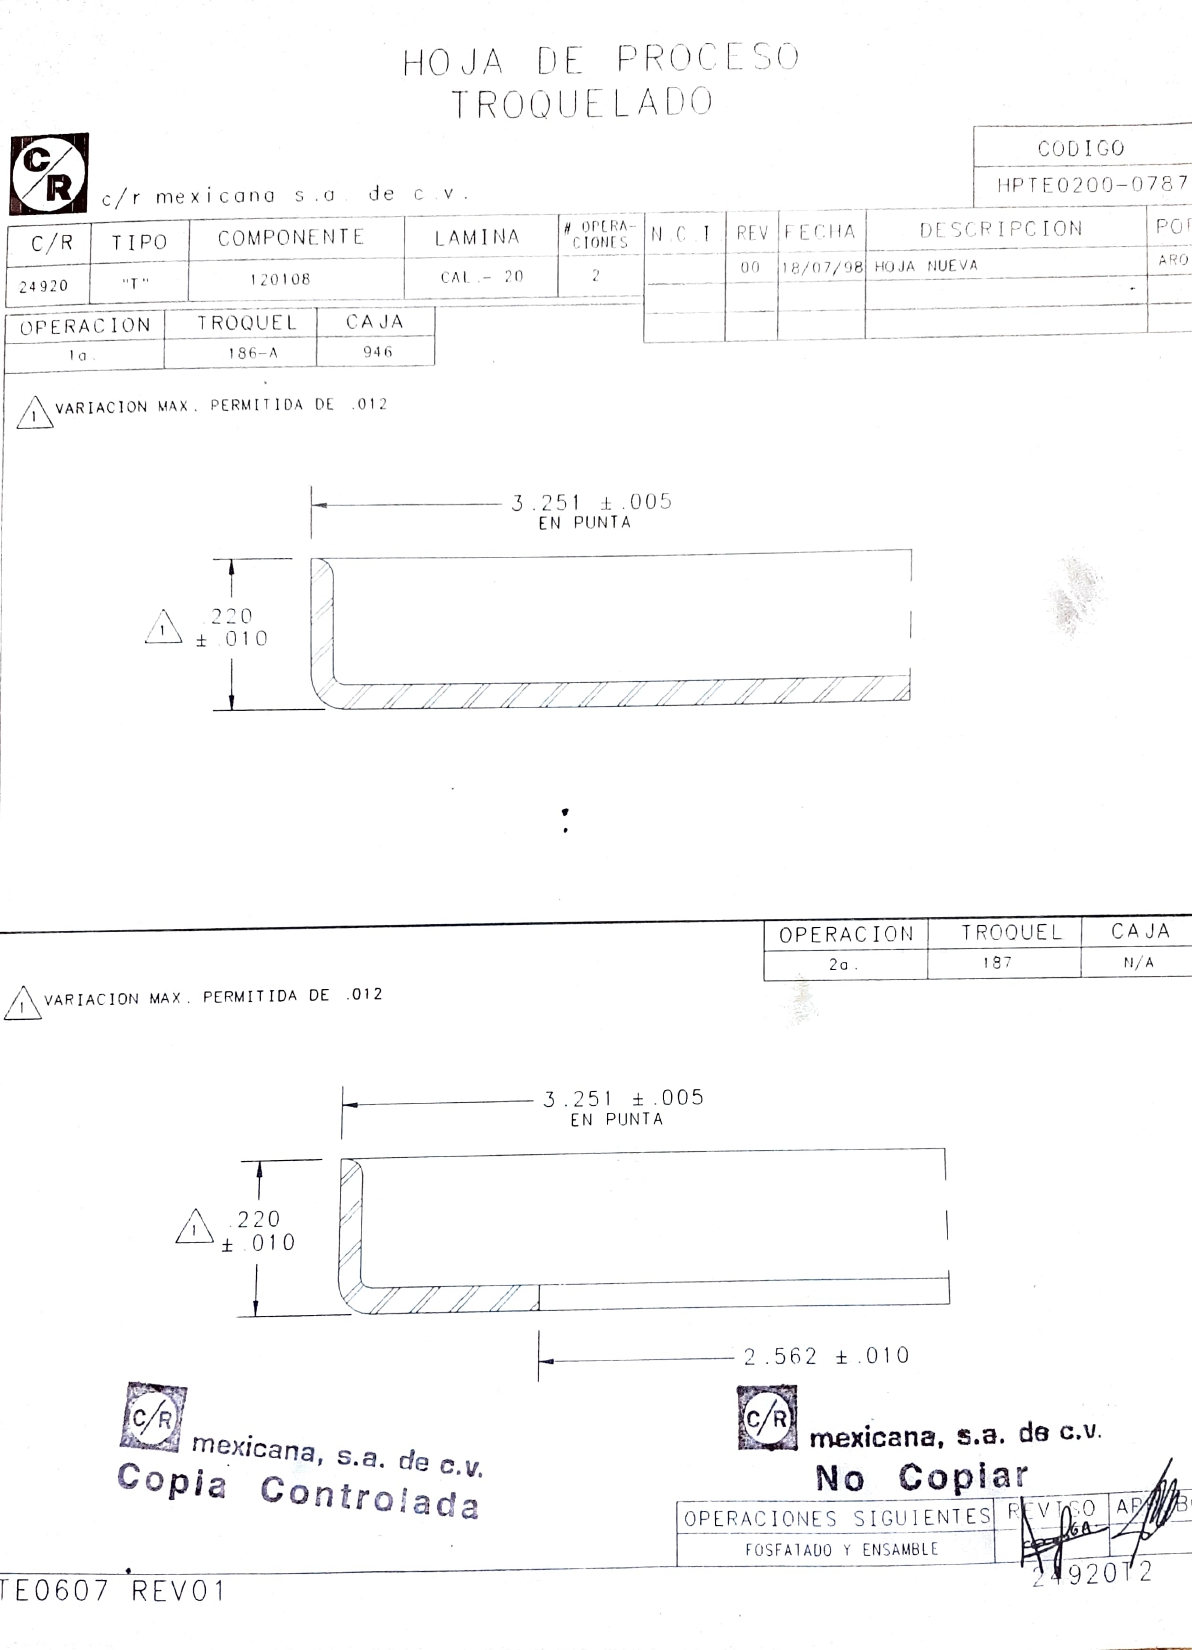 HOJA DE PROCESO
TROQUELADO
CODIGO
HPTE0200-0787
C/R
c/r mexicana s.a. de c.v.
C/R TIPO COMPONENTE LAMINA # OPERA-CIONES N.C.I REV FECHA DESCRIPCION
24920 "T" 120108 CAL.- 20 2 00 18/07/98 HOJA NUEVA ARO
OPERACION TROQUEL CAJA
1a. 186-A 946
1 VARIACION MAX. PERMITIDA DE .012
3.251 ±.005
EN PUNTA
1 .220
±.010
OPERACION TROQUEL CAJA
2a. 187 N/A
1 VARIACION MAX. PERMITIDA DE .012
3.251 ±.005
EN PUNTA
1 .220
±.010
2.562 ±.010
C/R mexicana, s.a. de c.v.
Copia Controlada
C/R mexicana, s.a. de c.v.
No Copiar
OPERACIONES SIGUIENTES REVISO
FOSFATADO Y ENSAMBLE
TE0607 REV01
24920T2